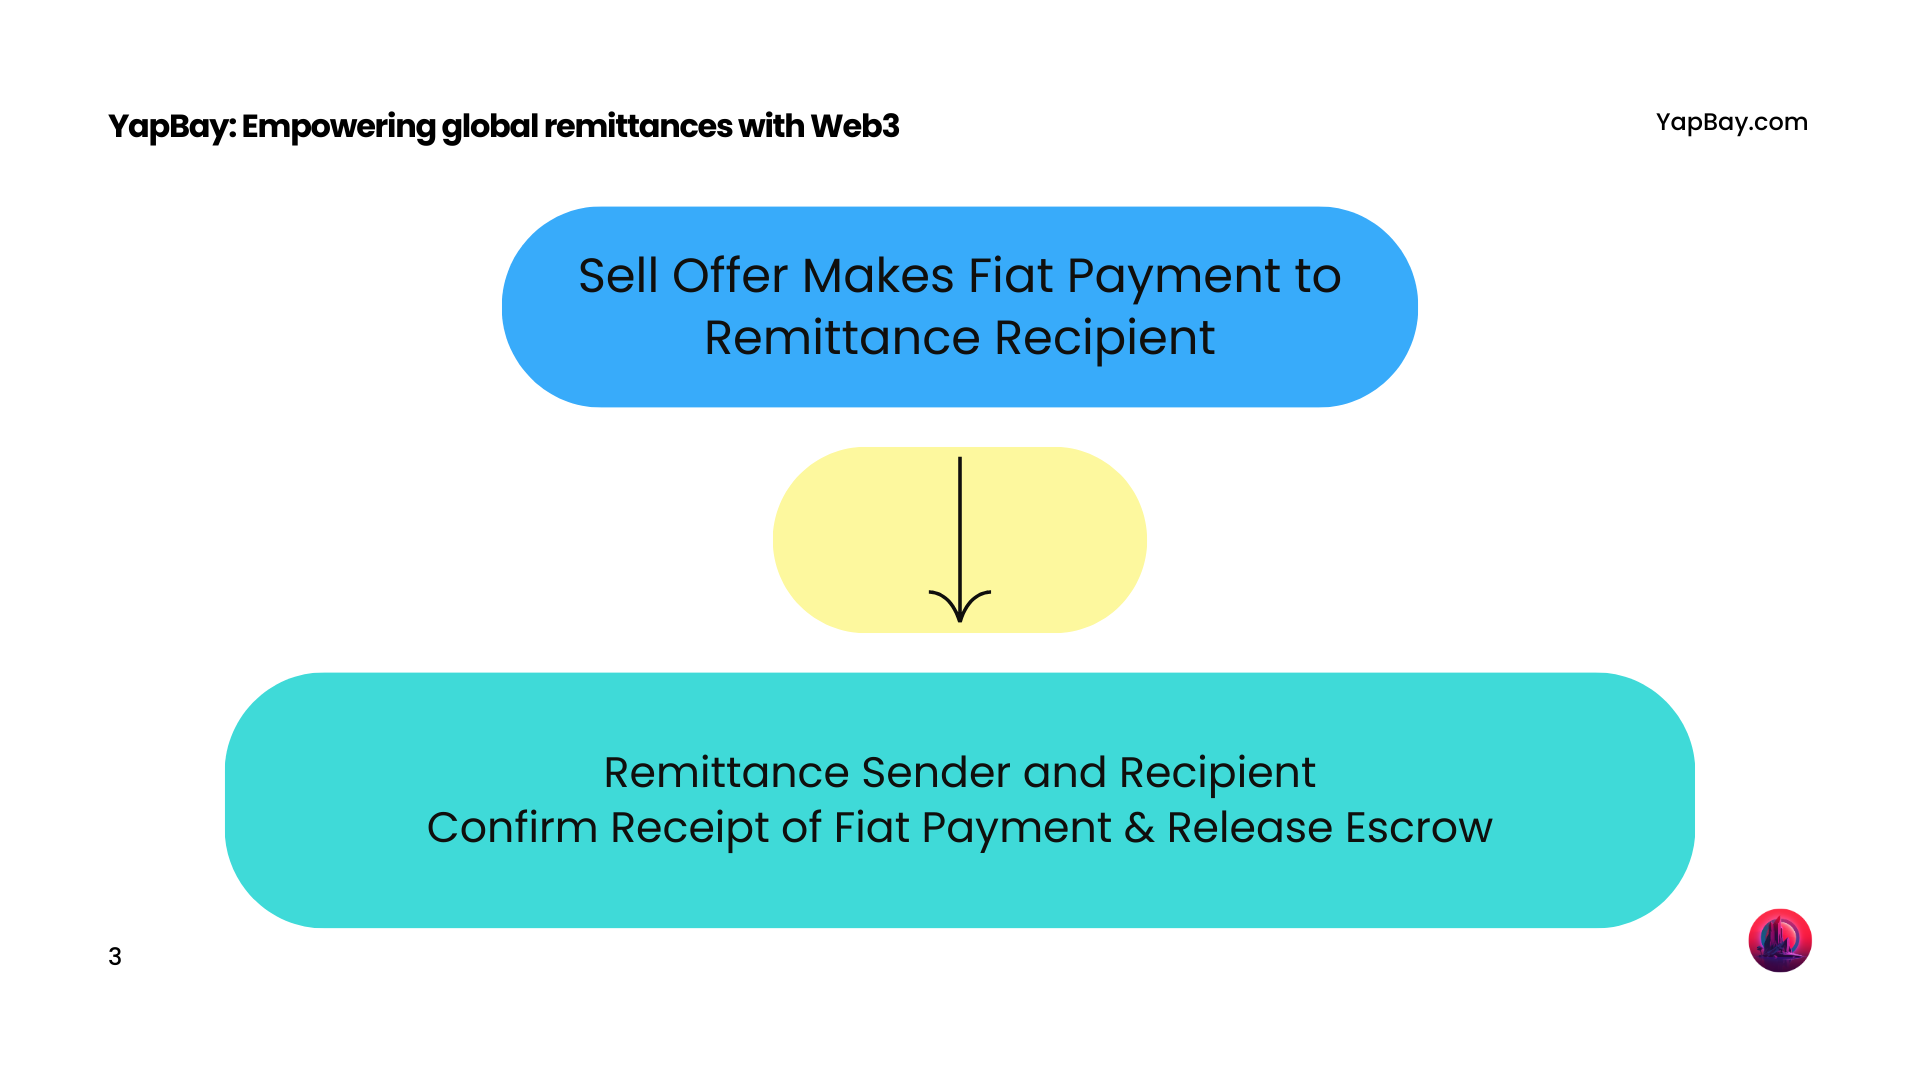 YapBay: Empowering global remittances with Web3
YapBay.com
Sell Offer Makes Fiat Payment to
Remittance Recipient
Remittance Sender and Recipient
Confirm Receipt of Fiat Payment & Release Escrow
3